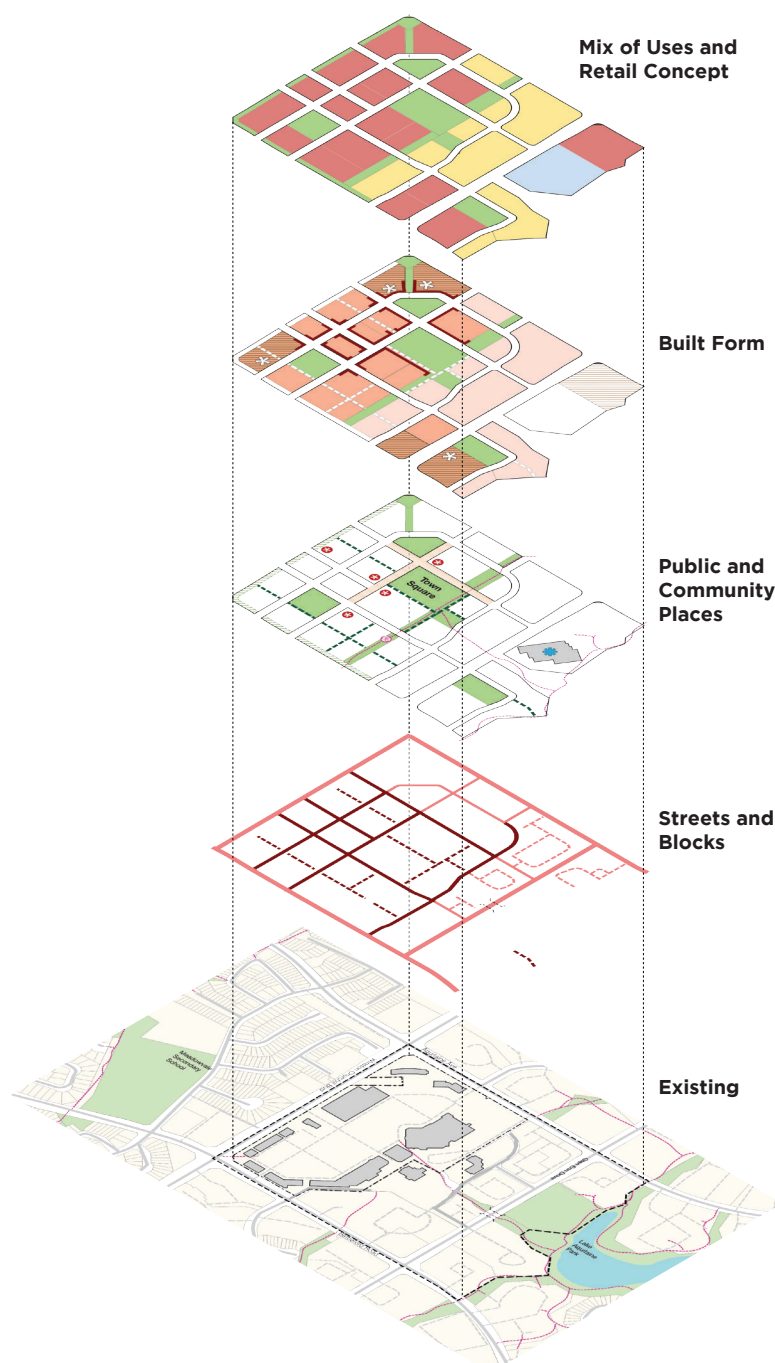 Mix of Uses and
Retail Concept
Built Form
Town
Square
Public and
Community
Places
Streets and
Blocks
Meadowvale
Secondary
School
Existing
Lake
Aquitaine
Park